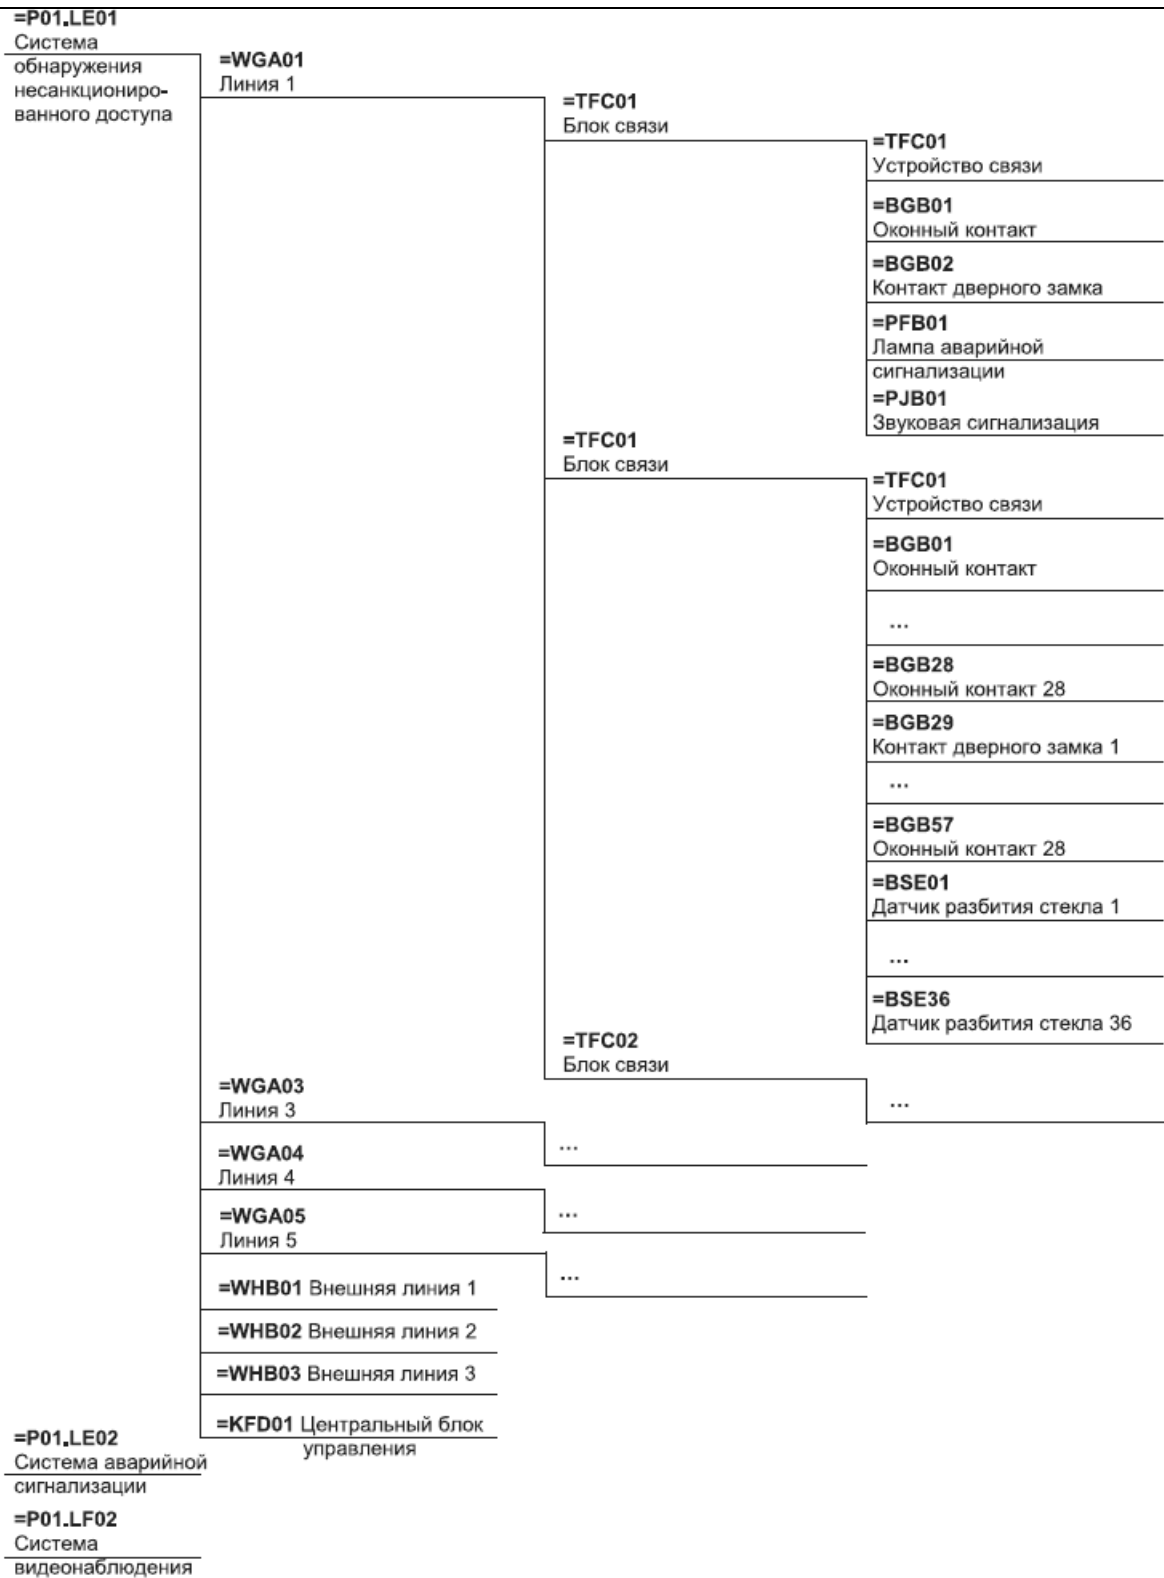 =P01.LE01
Система
обнаружения
несанкциониро-
ванного доступа
=WGA01
Линия 1
=TFC01
Блок связи
=TFC01
Устройство связи
=BGB01
Оконный контакт
=BGB02
Контакт дверного замка
=PFB01
Лампа аварийной
сигнализации
=PJB01
Звуковая сигнализация
=TFC01
Блок связи
=TFC01
Устройство связи
=BGB01
Оконный контакт
...
=BGB28
Оконный контакт 28
=BGB29
Контакт дверного замка 1
...
=BGB57
Оконный контакт 28
=BSE01
Датчик разбития стекла 1
...
=BSE36
Датчик разбития стекла 36
=TFC02
Блок связи
...
=WGA03
Линия 3
...
=WGA04
Линия 4
...
=WGA05
Линия 5
...
=WHB01 Внешняя линия 1
=WHB02 Внешняя линия 2
=WHB03 Внешняя линия 3
=KFD01 Центральный блок
управления
=P01.LE02
Система аварийной
сигнализации
=P01.LF02
Система
видеонаблюдения